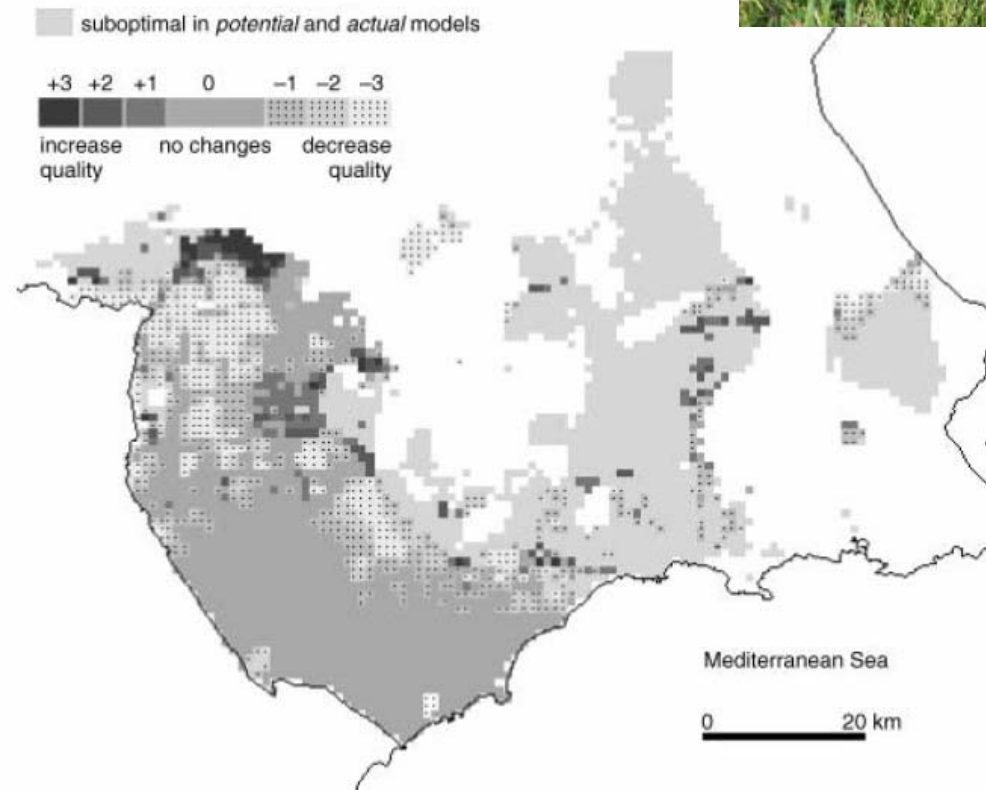 suboptimal in potential and actual models
+3 +2 +1 0 −1 −2 −3
increase quality no changes decrease quality
Mediterranean Sea
0 20 km